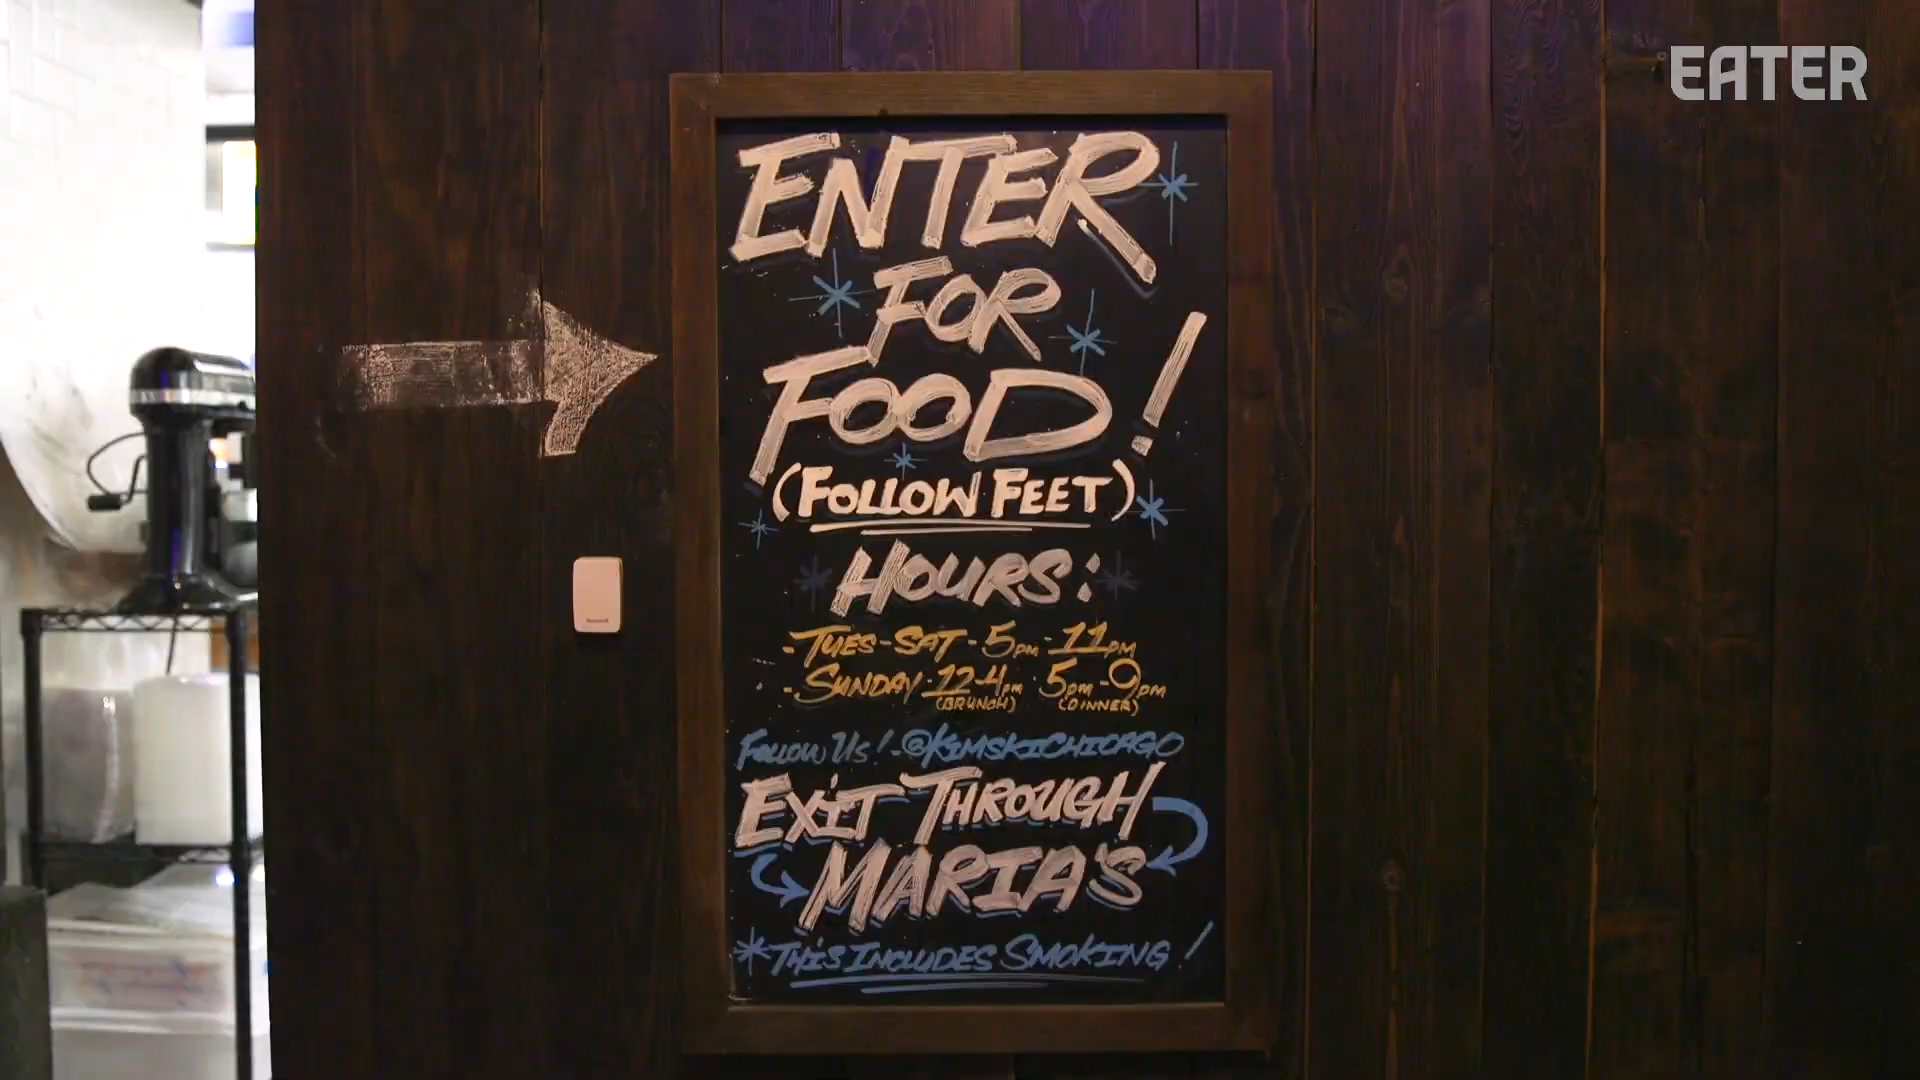 EATER
ENTER
FOR
FOOD!
(FOLLOW FEET)
HOURS:
-TUES-SAT-5PM-11PM
-SUNDAY-12-4PM 5PM-9PM
(BRUNCH) (DINNER)
FOLLOW US!-@KIMSKICHICAGO
EXIT THROUGH
MARIA'S
*THIS INCLUDES SMOKING!